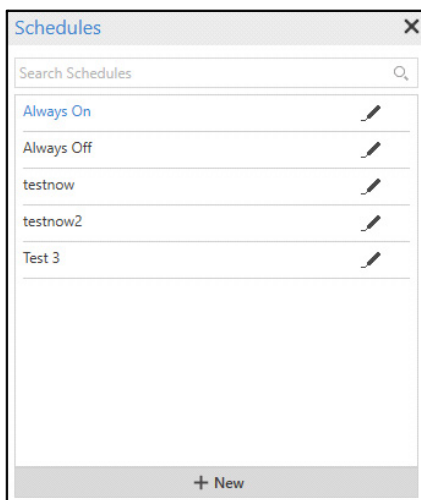 Schedules
Search Schedules
Always On
Always Off
testnow
testnow2
Test 3
+ New